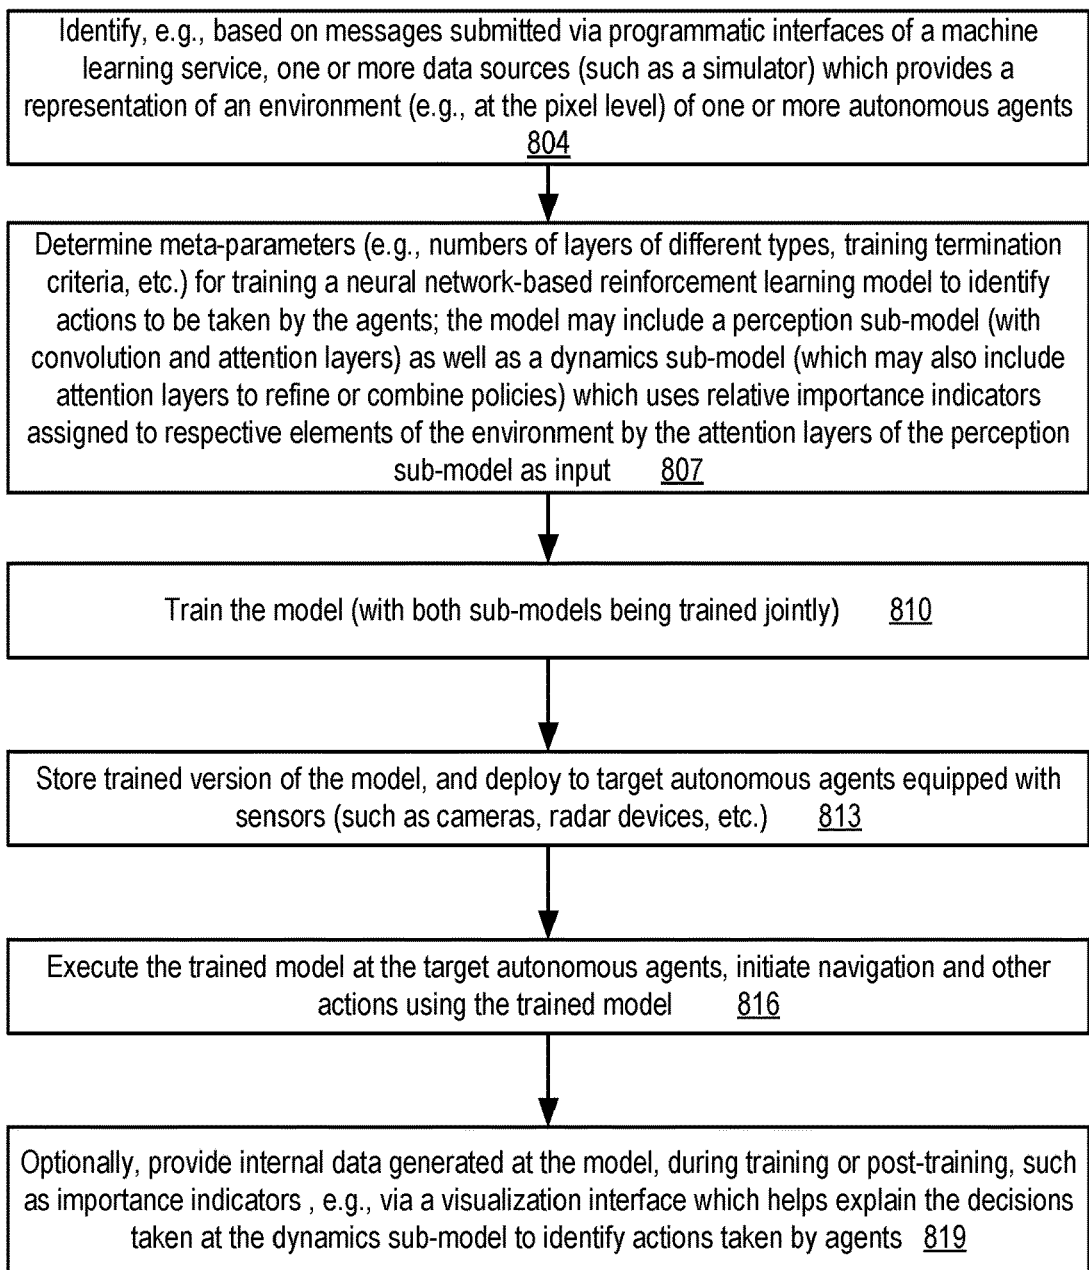 Identify, e.g., based on messages submitted via programmatic interfaces of a machine
learning service, one or more data sources (such as a simulator) which provides a
representation of an environment (e.g., at the pixel level) of one or more autonomous agents
804
Determine meta-parameters (e.g., numbers of layers of different types, training termination
criteria, etc.) for training a neural network-based reinforcement learning model to identify
actions to be taken by the agents; the model may include a perception sub-model (with
convolution and attention layers) as well as a dynamics sub-model (which may also include
attention layers to refine or combine policies) which uses relative importance indicators
assigned to respective elements of the environment by the attention layers of the perception
sub-model as input 807
Train the model (with both sub-models being trained jointly) 810
Store trained version of the model, and deploy to target autonomous agents equipped with
sensors (such as cameras, radar devices, etc.) 813
Execute the trained model at the target autonomous agents, initiate navigation and other
actions using the trained model 816
Optionally, provide internal data generated at the model, during training or post-training, such
as importance indicators , e.g., via a visualization interface which helps explain the decisions
taken at the dynamics sub-model to identify actions taken by agents 819